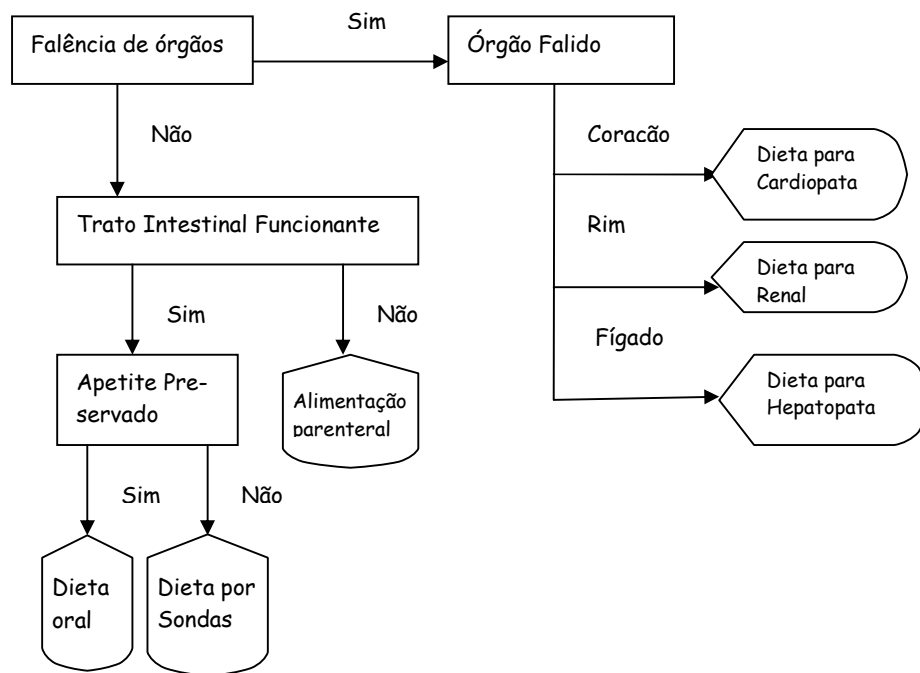 Sim
Falência de órgãos
Órgão Falido
Não
Coracão
Dieta para
Cardiopata
Trato Intestinal Funcionante
Rim
Dieta para
Renal
Sim
Não
Fígado
Apetite Pre-
servado
Alimentação
parenteral
Dieta para
Hepatopata
Sim
Não
Dieta
oral
Dieta por
Sondas